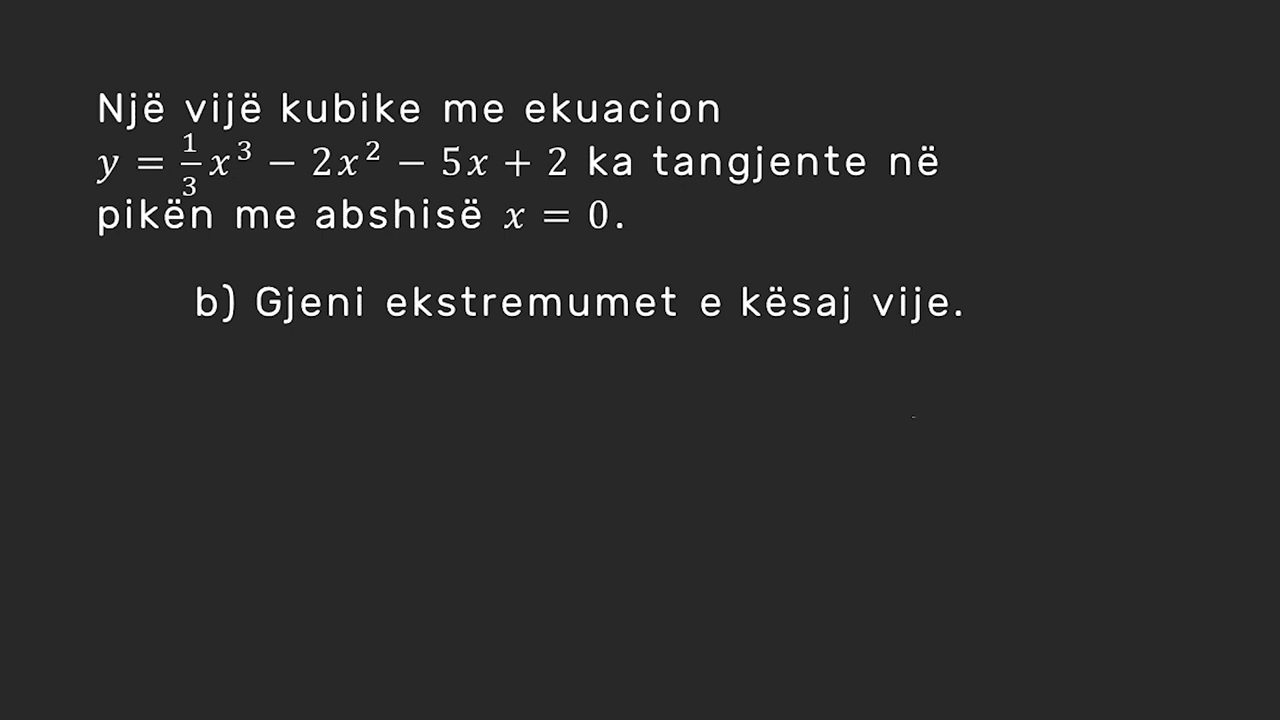 Një vijë kubike me ekuacion
y = \frac{1}{3}x^3 − 2x^2 − 5x + 2 ka tangjente në
pikën me abshisë x = 0.
b) Gjeni ekstremumet e kësaj vije.